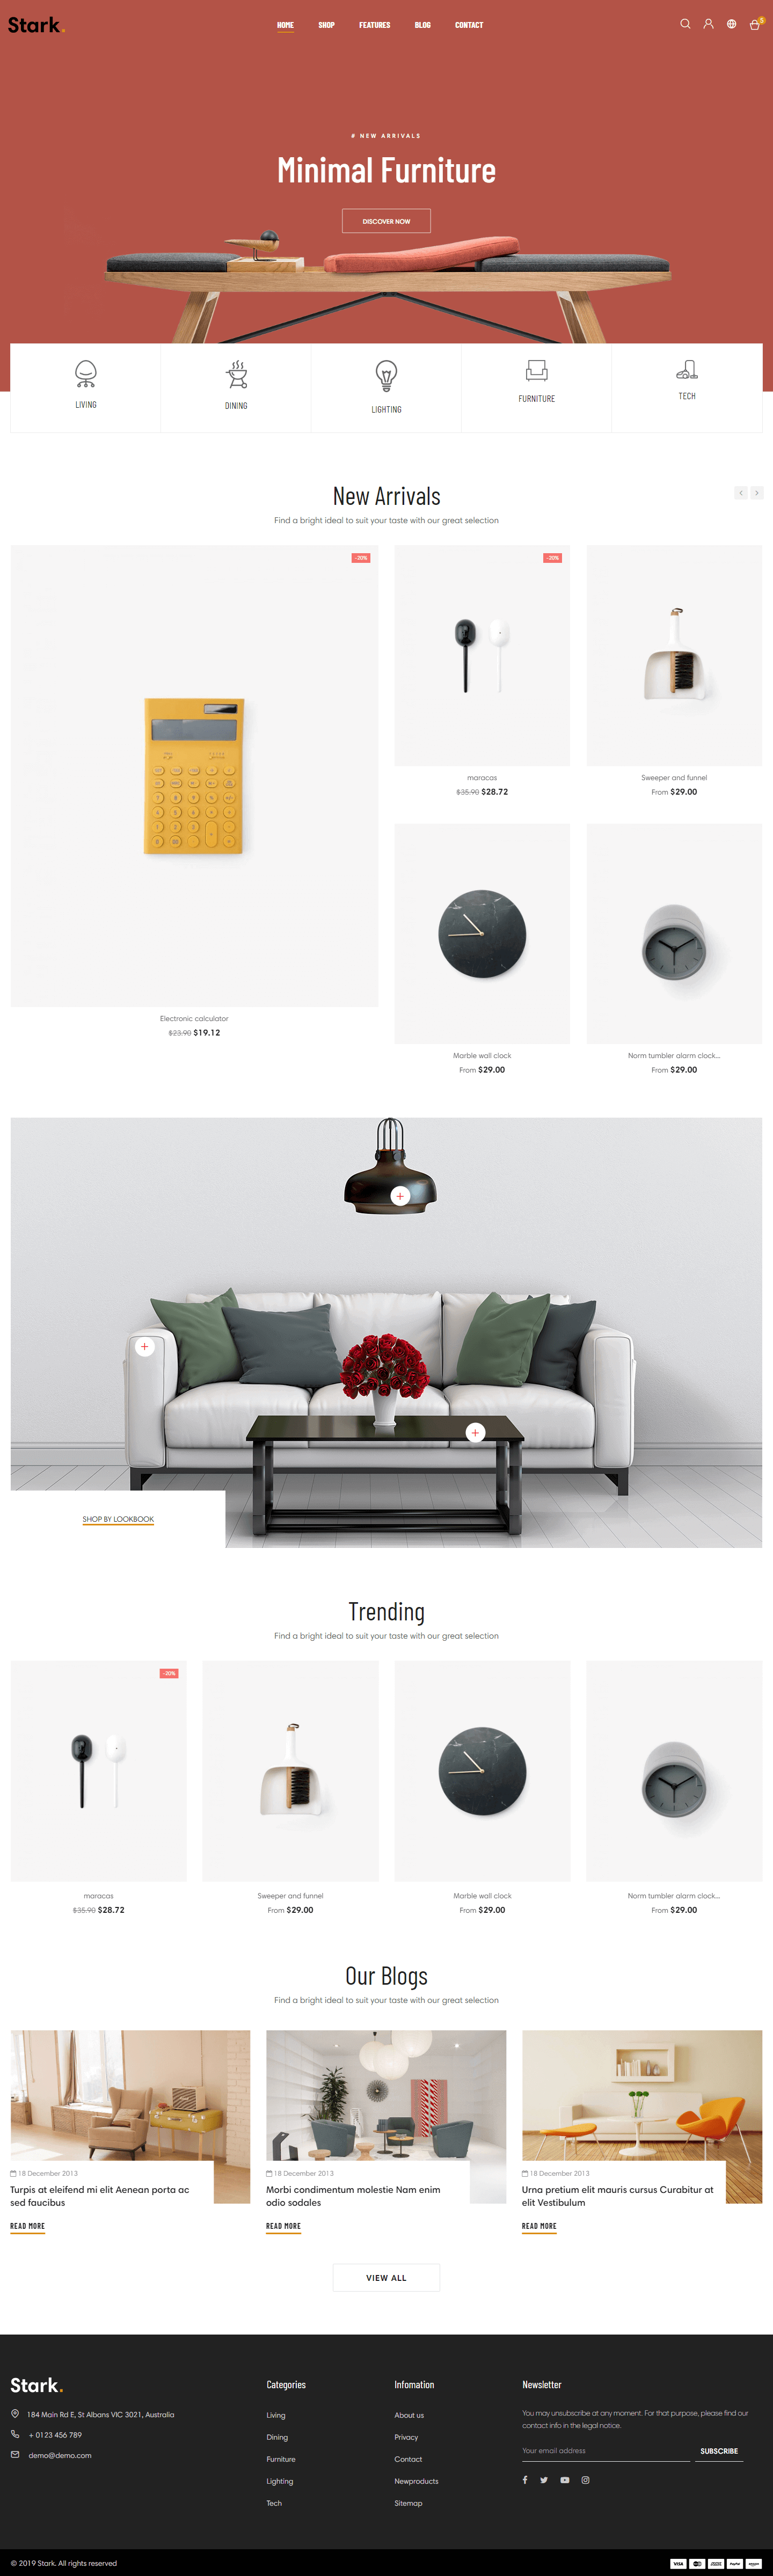 Stark.
HOME SHOP FEATURES BLOG CONTACT
5
# NEW ARRIVALS
Minimal Furniture
DISCOVER NOW
LIVING
DINING
LIGHTING
FURNITURE
TECH
New Arrivals
Find a bright ideal to suit your taste with our great selection
-20%
Electronic calculator
$23.90 $19.12
-20%
maracas
$35.90 $28.72
Sweeper and funnel
From $29.00
Marble wall clock
From $29.00
Norm tumbler alarm clock...
From $29.00
SHOP BY LOOKBOOK
Trending
Find a bright ideal to suit your taste with our great selection
-20%
maracas
$35.90 $28.72
Sweeper and funnel
From $29.00
Marble wall clock
From $29.00
Norm tumbler alarm clock...
From $29.00
Our Blogs
Find a bright ideal to suit your taste with our great selection
18 December 2013
Turpis at eleifend mi elit Aenean porta ac
sed faucibus
READ MORE
18 December 2013
Morbi condimentum molestie Nam enim
odio sodales
READ MORE
18 December 2013
Urna pretium elit mauris cursus Curabitur at
elit Vestibulum
READ MORE
VIEW ALL
Stark.
184 Main Rd E, St Albans VIC 3021, Australia
+ 0123 456 789
demo@demo.com
Categories
Living
Dining
Furniture
Lighting
Tech
Infomation
About us
Privacy
Contact
Newproducts
Sitemap
Newsletter
You may unsubscribe at any moment. For that purpose, please find our
contact info in the legal notice.
Your email address
SUBSCRIBE
© 2019 Stark. All rights reserved
VISA